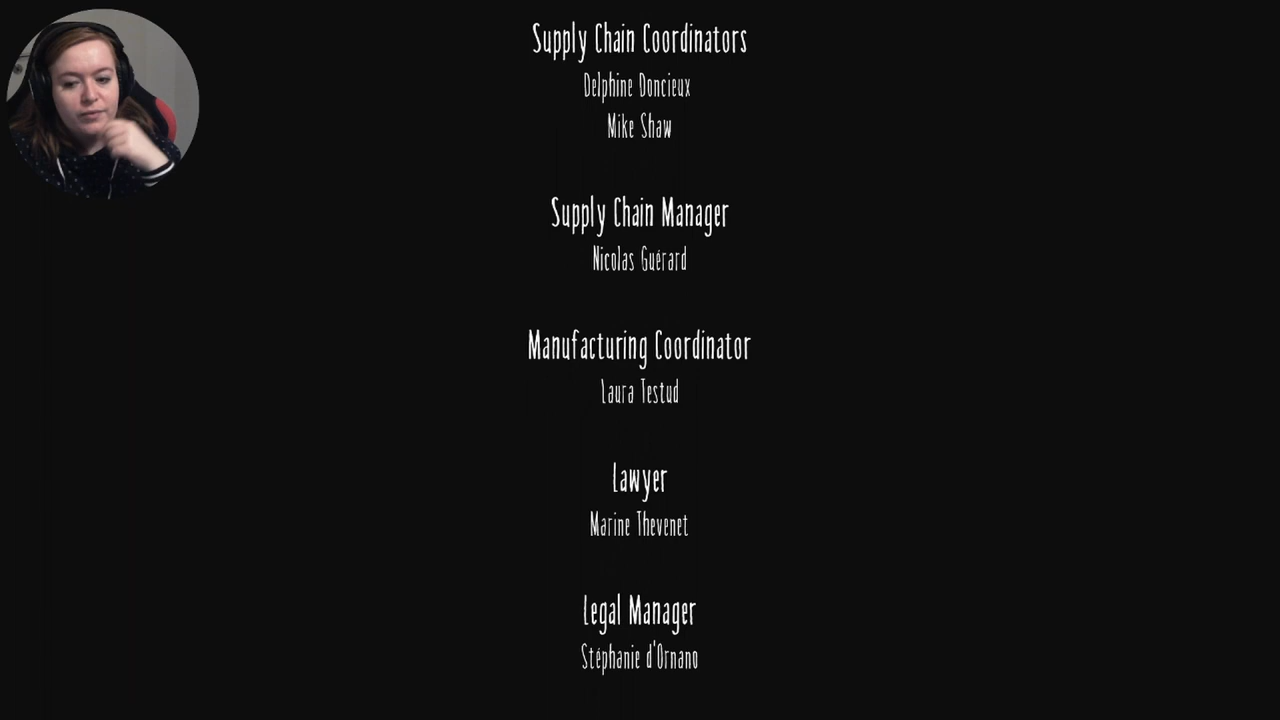 Supply Chain Coordinators
Delphine Doncieux
Mike Shaw
Supply Chain Manager
Nicolas Guérard
Manufacturing Coordinator
Laura Testud
Lawyer
Marine Thevenet
Legal Manager
Stéphanie d'Ornano